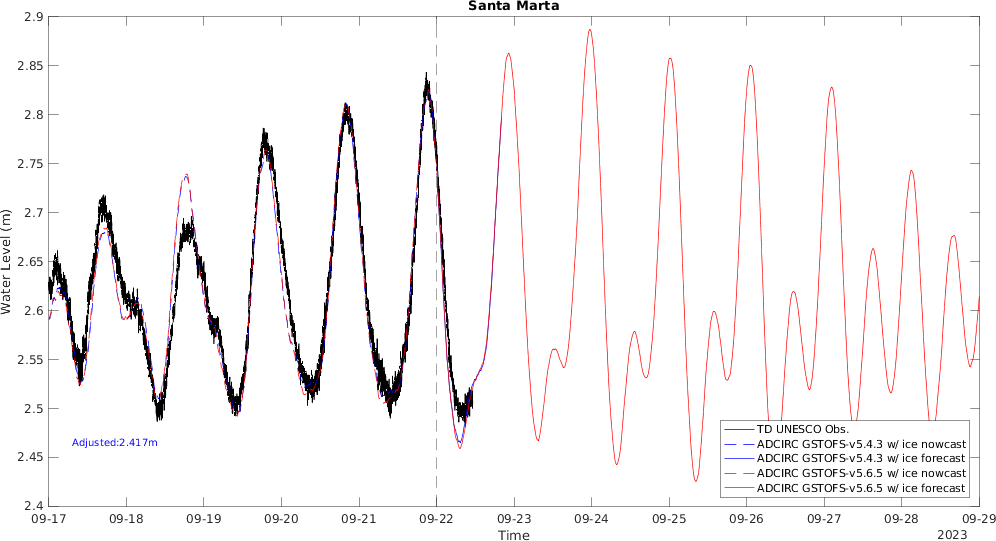 Santa Marta
2.9
2.85
2.8
2.75
2.7
2.65
2.6
2.55
2.5
2.45
2.4
Water Level (m)
Adjusted:2.417m
TD UNESCO Obs.
ADCIRC GSTOFS-v5.4.3 w/ ice nowcast
ADCIRC GSTOFS-v5.4.3 w/ ice forecast
ADCIRC GSTOFS-v5.6.5 w/ ice nowcast
ADCIRC GSTOFS-v5.6.5 w/ ice forecast
09-17 09-18 09-19 09-20 09-21 09-22 09-23 09-24 09-25 09-26 09-27 09-28 09-29
Time
2023